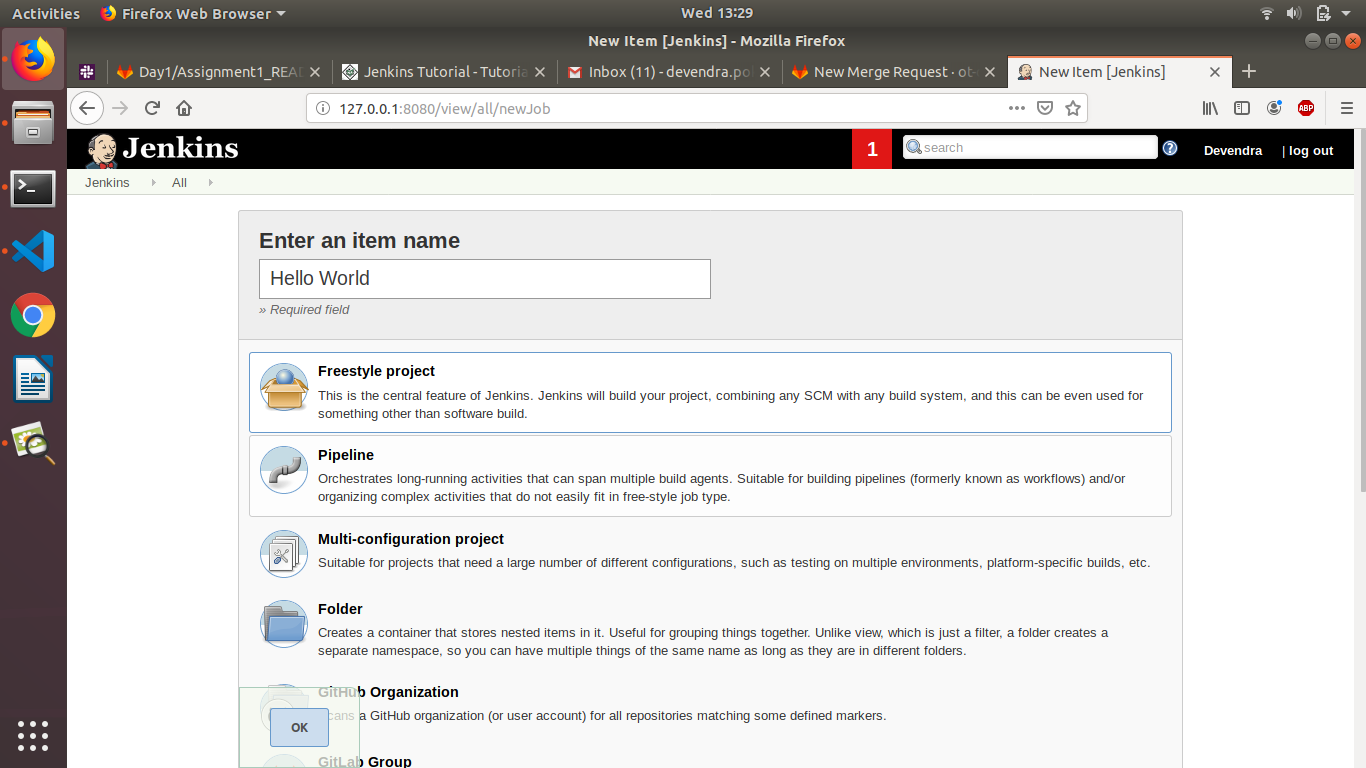 Activities
Firefox Web Browser
Wed 13:29
New Item [Jenkins] - Mozilla Firefox
Day1/Assignment1_REA
Jenkins Tutorial - Tutoria
Inbox (11) - devendra.po
New Merge Request · ot-
New Item [Jenkins]
127.0.0.1:8080/view/all/newJob
ABP
Jenkins
1
search
Devendra
| log out
Jenkins
All
Enter an item name
Hello World
» Required field
Freestyle project
This is the central feature of Jenkins. Jenkins will build your project, combining any SCM with any build system, and this can be even used for
something other than software build.
Pipeline
Orchestrates long-running activities that can span multiple build agents. Suitable for building pipelines (formerly known as workflows) and/or
organizing complex activities that do not easily fit in free-style job type.
Multi-configuration project
Suitable for projects that need a large number of different configurations, such as testing on multiple environments, platform-specific builds, etc.
Folder
Creates a container that stores nested items in it. Useful for grouping things together. Unlike view, which is just a filter, a folder creates a
separate namespace, so you can have multiple things of the same name as long as they are in different folders.
GitHub Organization
Scans a GitHub organization (or user account) for all repositories matching some defined markers.
OK
GitLab Group